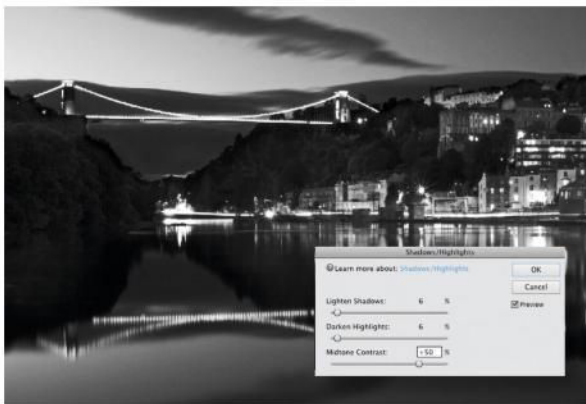 Shadows/Highlights
Learn more about: Shadows/Highlights
OK
Cancel
Lighten Shadows: 6 %
Preview
Darken Highlights: 6 %
Midtone Contrast: +50 %